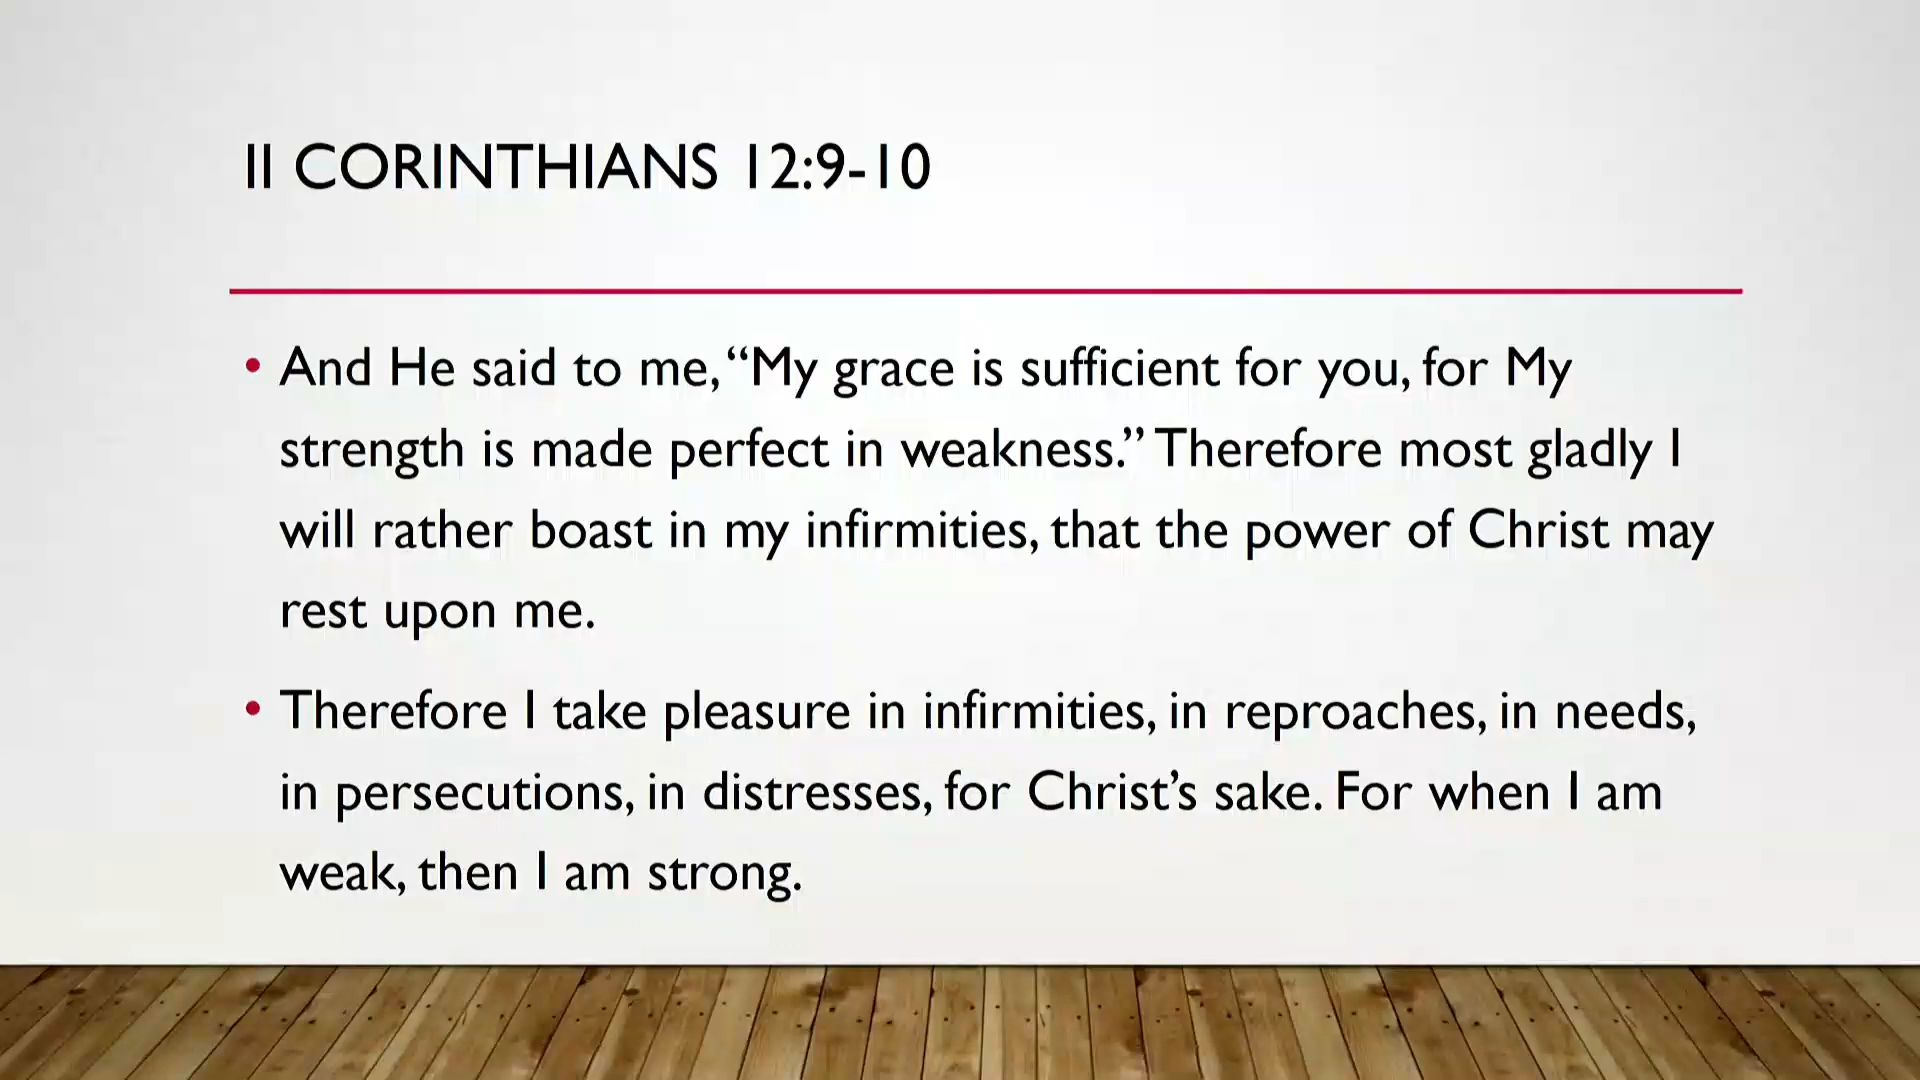 II CORINTHIANS 12:9-10
• And He said to me, “My grace is sufficient for you, for My
strength is made perfect in weakness.” Therefore most gladly I
will rather boast in my infirmities, that the power of Christ may
rest upon me.
• Therefore I take pleasure in infirmities, in reproaches, in needs,
in persecutions, in distresses, for Christ’s sake. For when I am
weak, then I am strong.